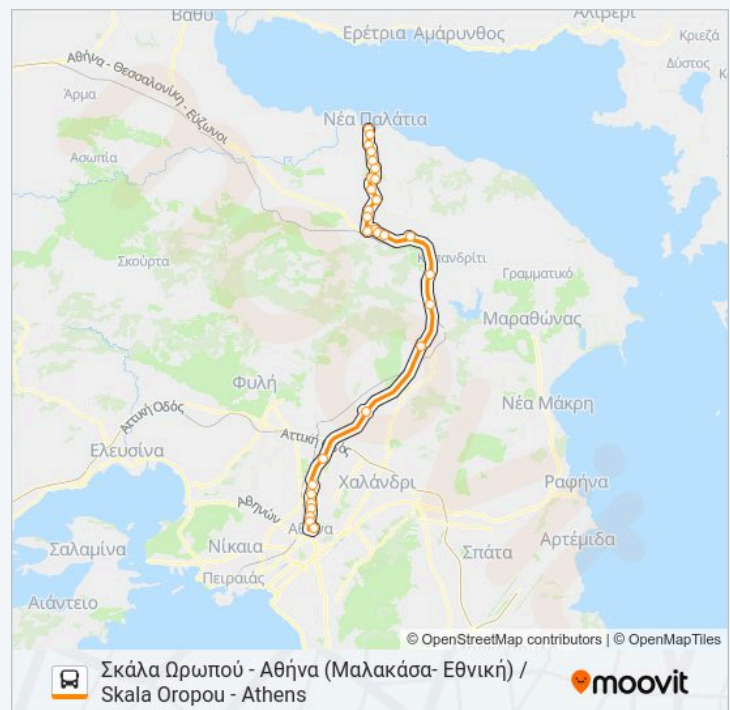 Βαθύ
Αλιβέρι
Ερέτρια Αμάρυνθος
Κριεζά
Δύστος
Αθήνα - Θεσσαλονίκη - Εύζωνοι
Άρμα
Νέα Παλάτια
Ασωπία
Σκούρτα
Καπανδρίτι
Γραμματικό
Μαραθώνας
Φυλή
Νέα Μάκρη
Αττική Οδός
Αττική Οδός
Ελευσίνα
Χαλάνδρι
Ραφήνα
Αθηνών
Αθήνα
Σαλαμίνα
Νίκαια
Σπάτα
Αρτέμιδα
Πειραιάς
Αιάντειο
© OpenStreetMap contributors | © OpenMapTiles
Σκάλα Ωρωπού - Αθήνα (Μαλακάσα- Εθνική) /
Skala Oropou - Athens
moovit